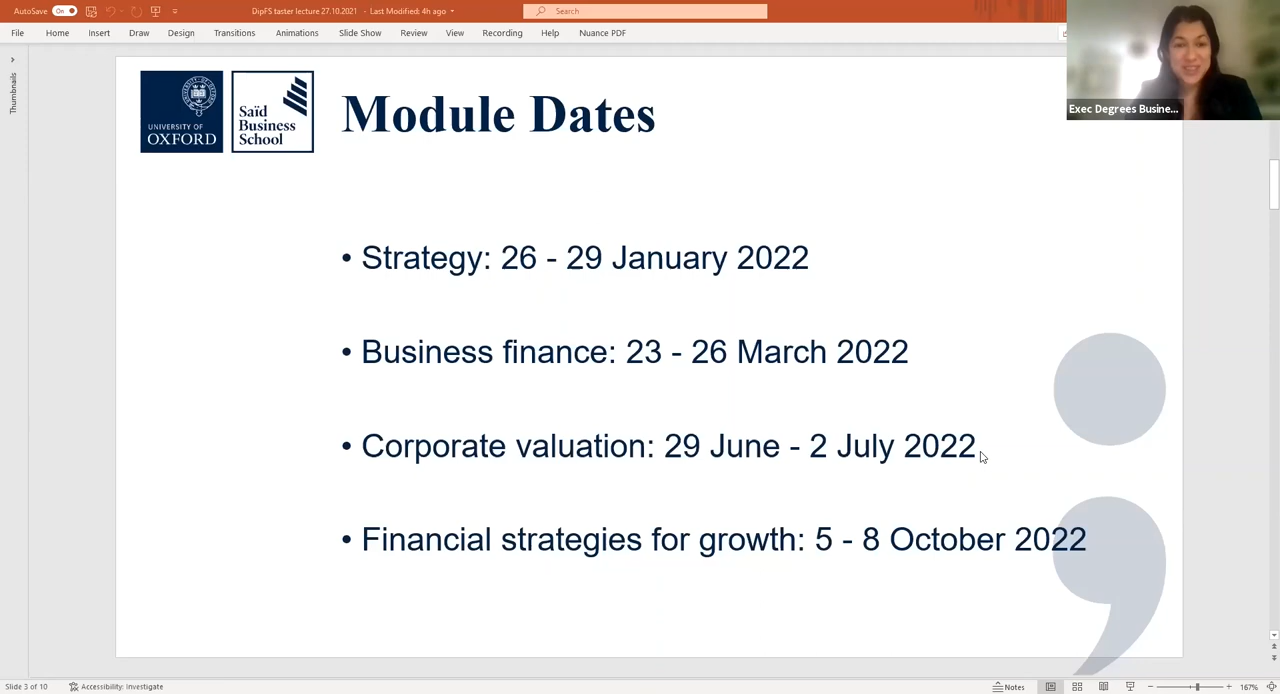 AutoSave On DipFS taster lecture 27.10.2021 - Last Modified; 4h ago Search
File Home Insert Draw Design Transitions Animations Slide Show Review View Recording Help Nuance PDF
Exec Degrees Busine...
Thumbnails
UNIVERSITY OF
OXFORD
Saïd
Business
School
Module Dates
• Strategy: 26 - 29 January 2022
• Business finance: 23 - 26 March 2022
• Corporate valuation: 29 June - 2 July 2022
• Financial strategies for growth: 5 - 8 October 2022
Slide 3 of 10 Accessibility: Investigate Notes 167%